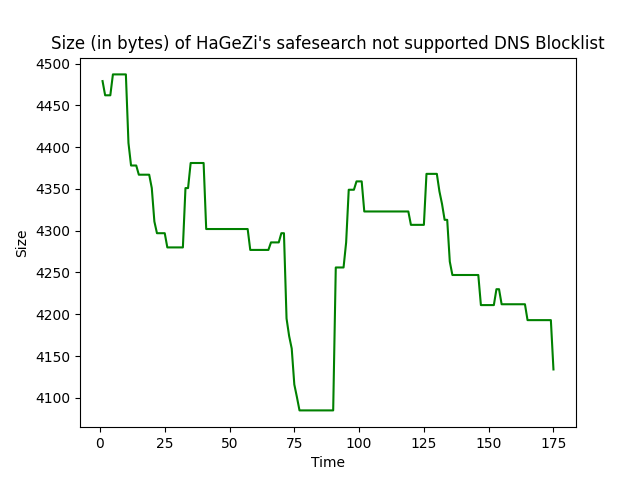 Size (in bytes) of HaGeZi's safesearch not supported DNS Blocklist
4500
4450
4400
4350
4300
4250
4200
4150
4100
Size
0 25 50 75 100 125 150 175
Time